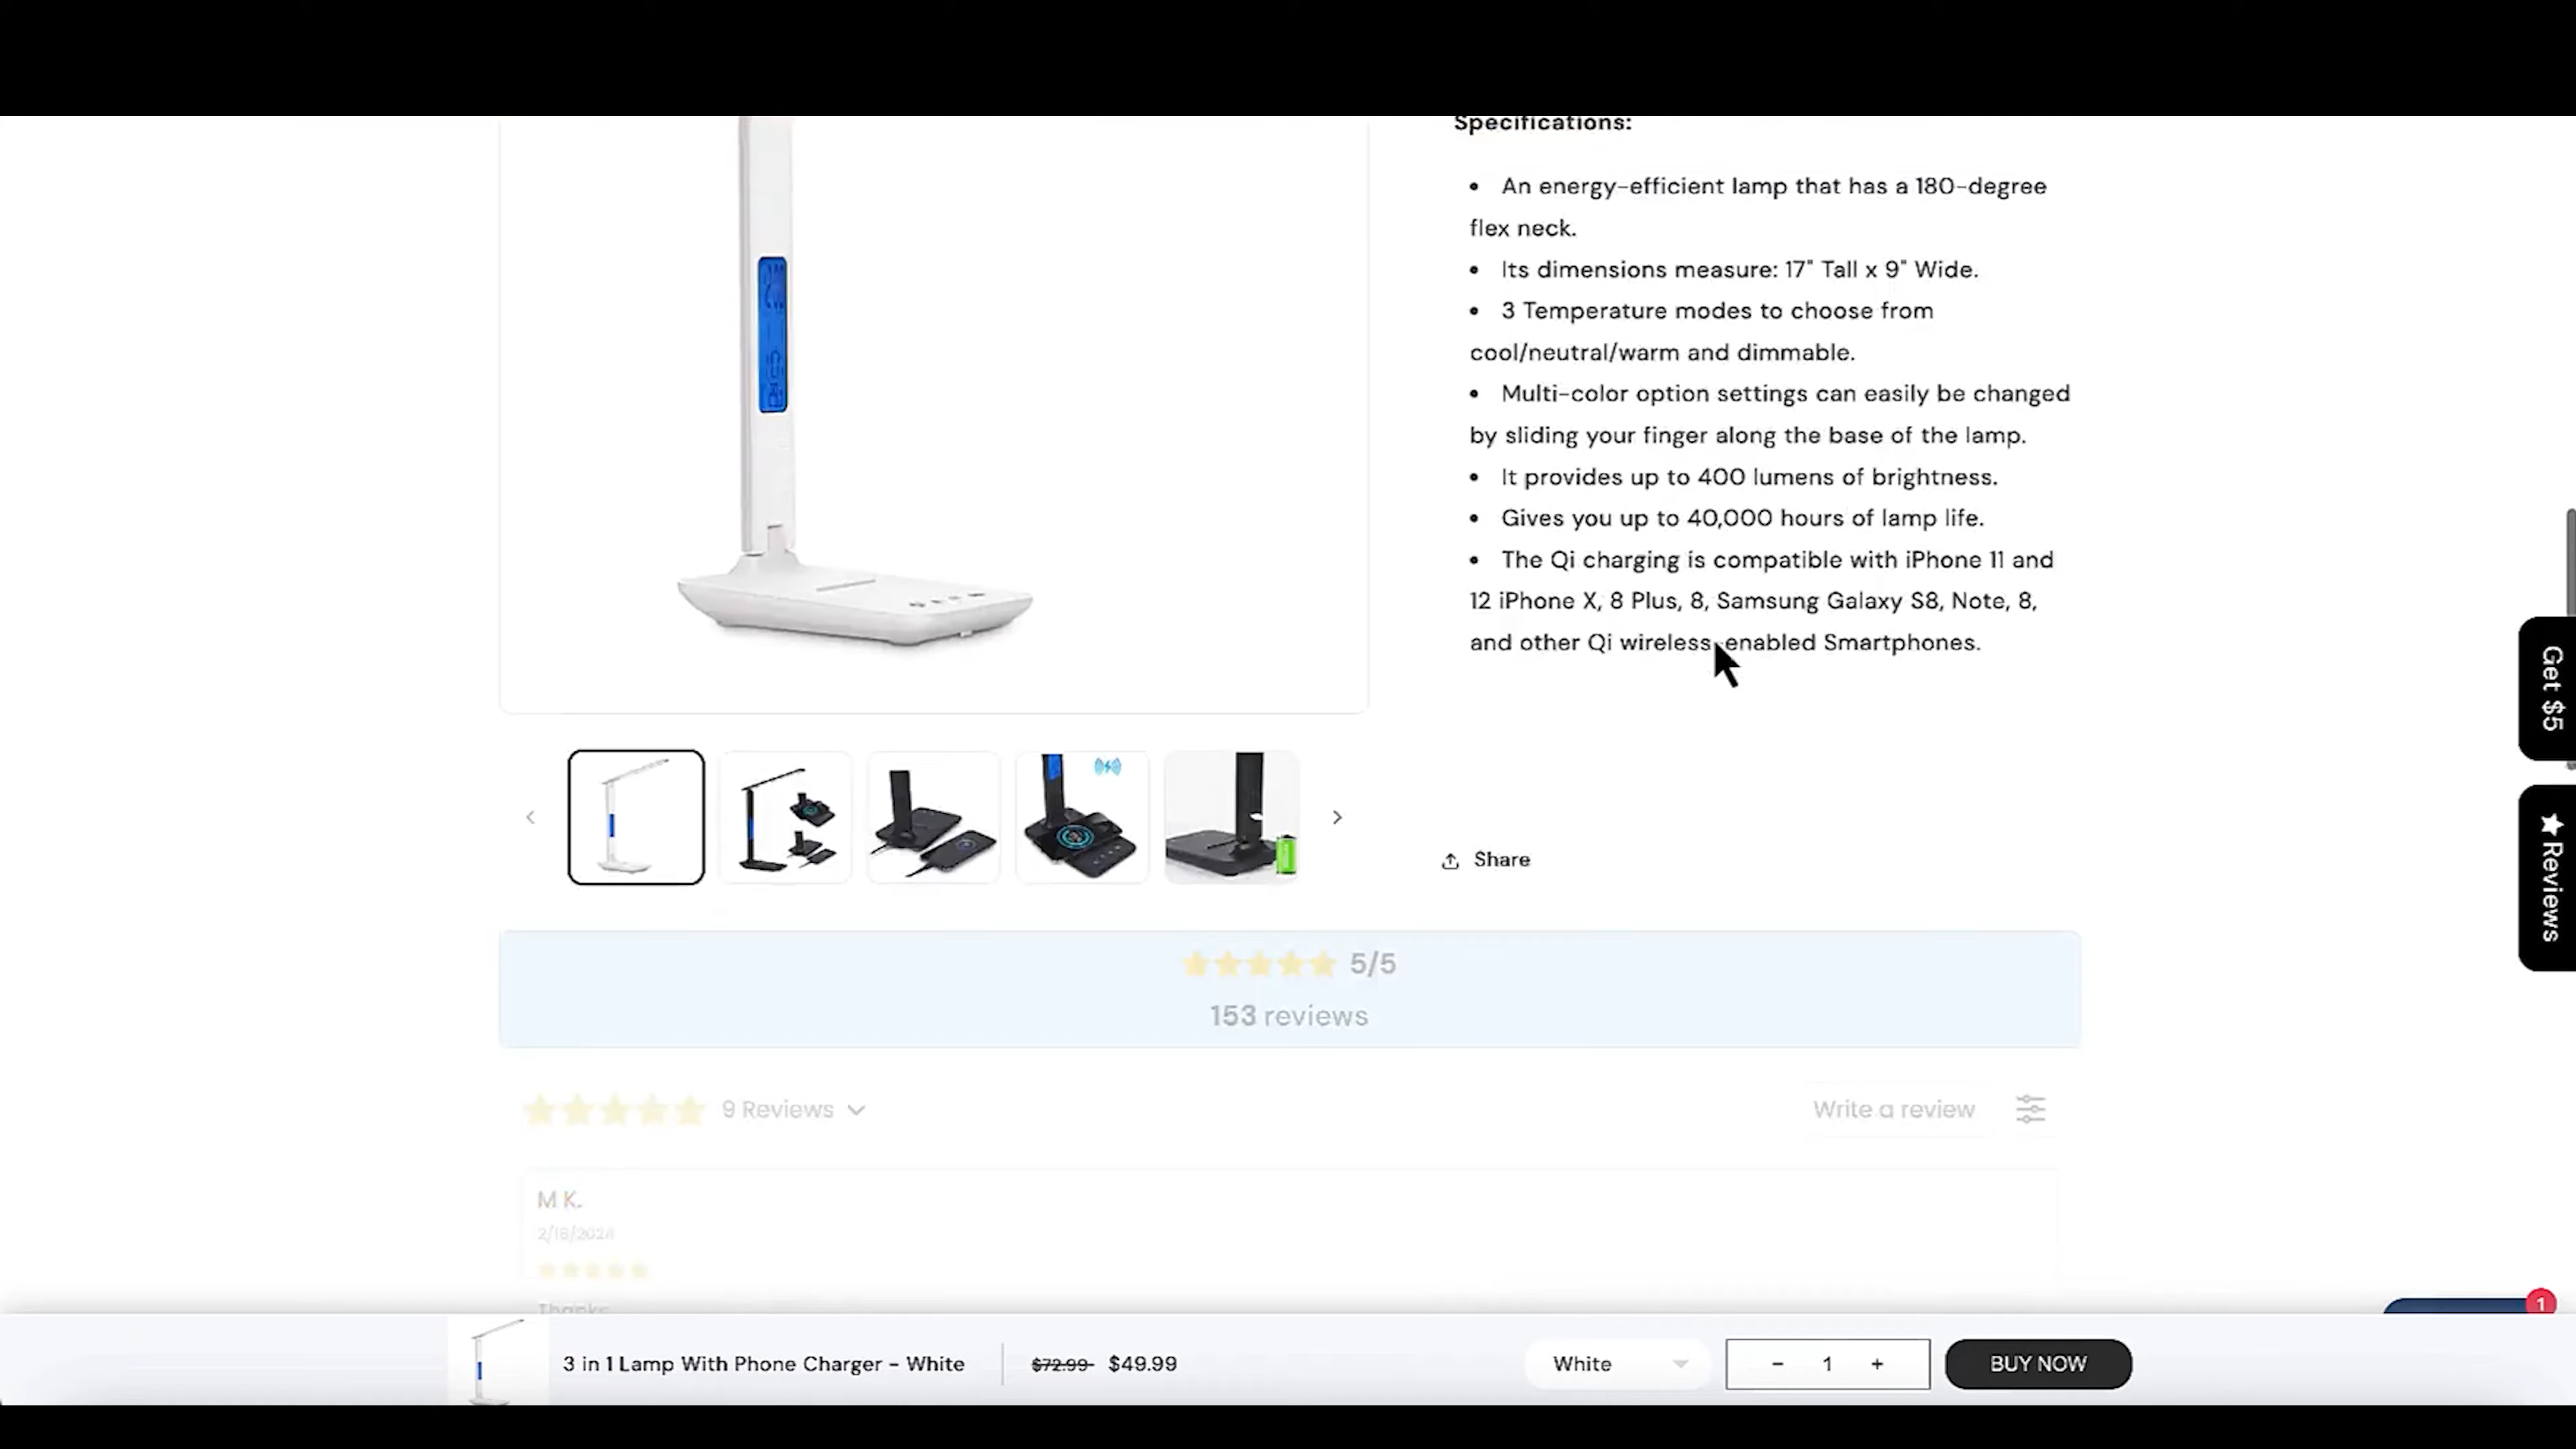 Specifications:
• An energy-efficient lamp that has a 180-degree
flex neck.
• Its dimensions measure: 17" Tall x 9" Wide.
• 3 Temperature modes to choose from
cool/neutral/warm and dimmable.
• Multi-color option settings can easily be changed
by sliding your finger along the base of the lamp.
• It provides up to 400 lumens of brightness.
• Gives you up to 40,000 hours of lamp life.
• The Qi charging is compatible with iPhone 11 and
12 iPhone X, 8 Plus, 8, Samsung Galaxy S8, Note, 8,
and other Qi wireless-enabled Smartphones.
Share
Get $5
★ Reviews
5/5
153 reviews
9 Reviews
Write a review
M K.
2/18/2024
Thanks
1
3 in 1 Lamp With Phone Charger - White
$72.99 $49.99
White
- 1 +
BUY NOW